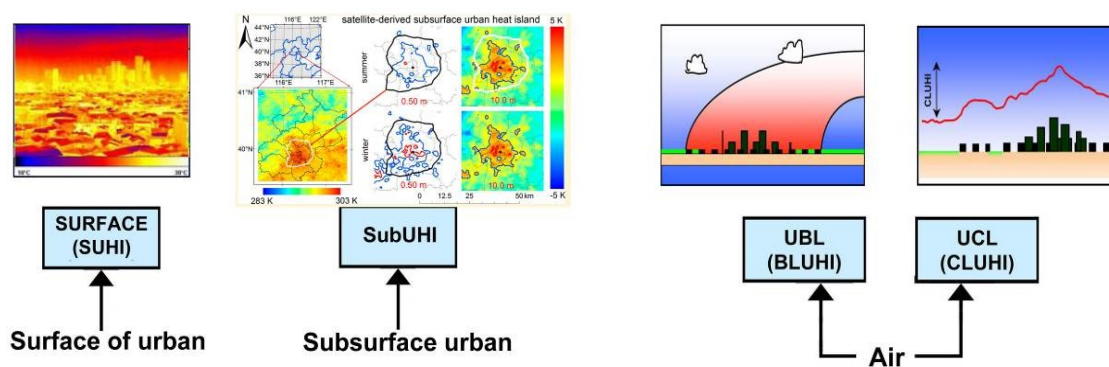 satellite-derived subsurface urban heat island
N
116°E 122°E
44°N
42°N
40°N
38°N
36°N
116°E 117°E
41°N
40°N
summer
winter
0.50 m
10.0 m
0.50 m
10.0 m
283 K 303 K
0 12.5 25 50 km
5 K
-5 K
CLUHI
SURFACE
(SUHI)
SubUHI
UBL
(BLUHI)
UCL
(CLUHI)
Surface of urban
Subsurface urban
Air